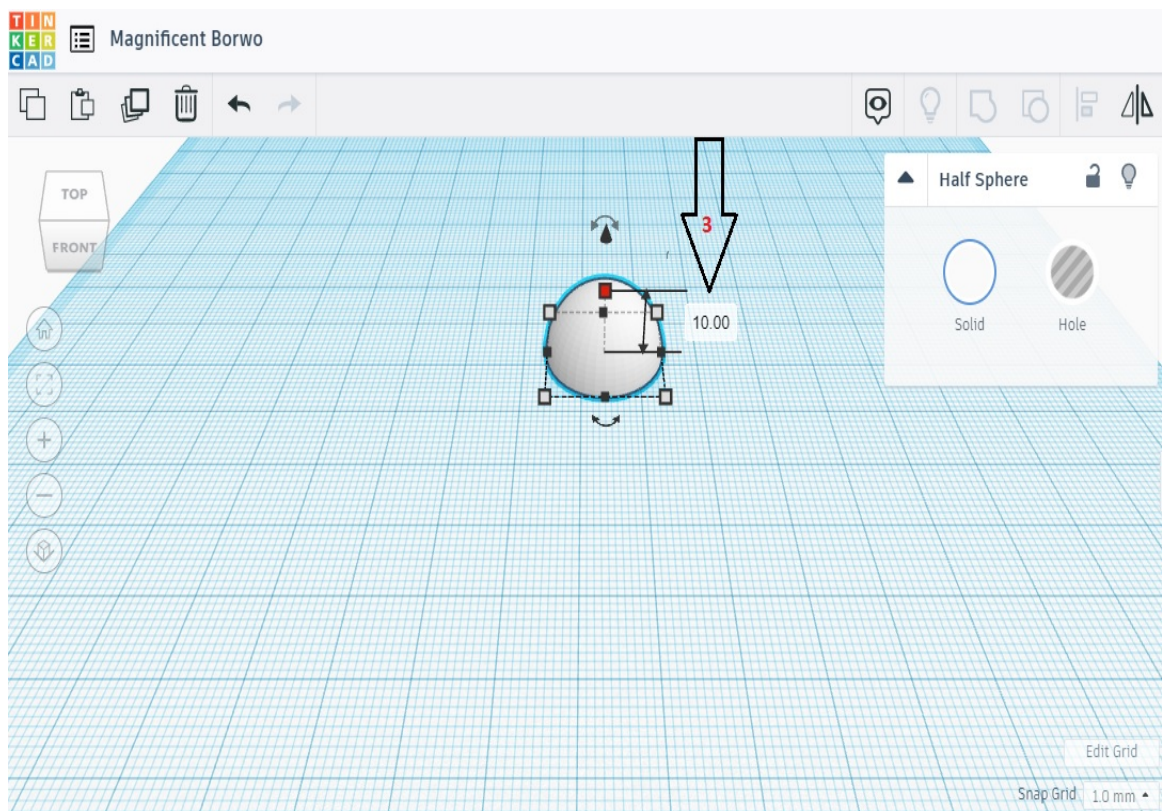 TIN
KER
CAD
Magnificent Borwo
TOP
FRONT
3
10.00
Half Sphere
Solid
Hole
Edit Grid
Snap Grid 1.0 mm